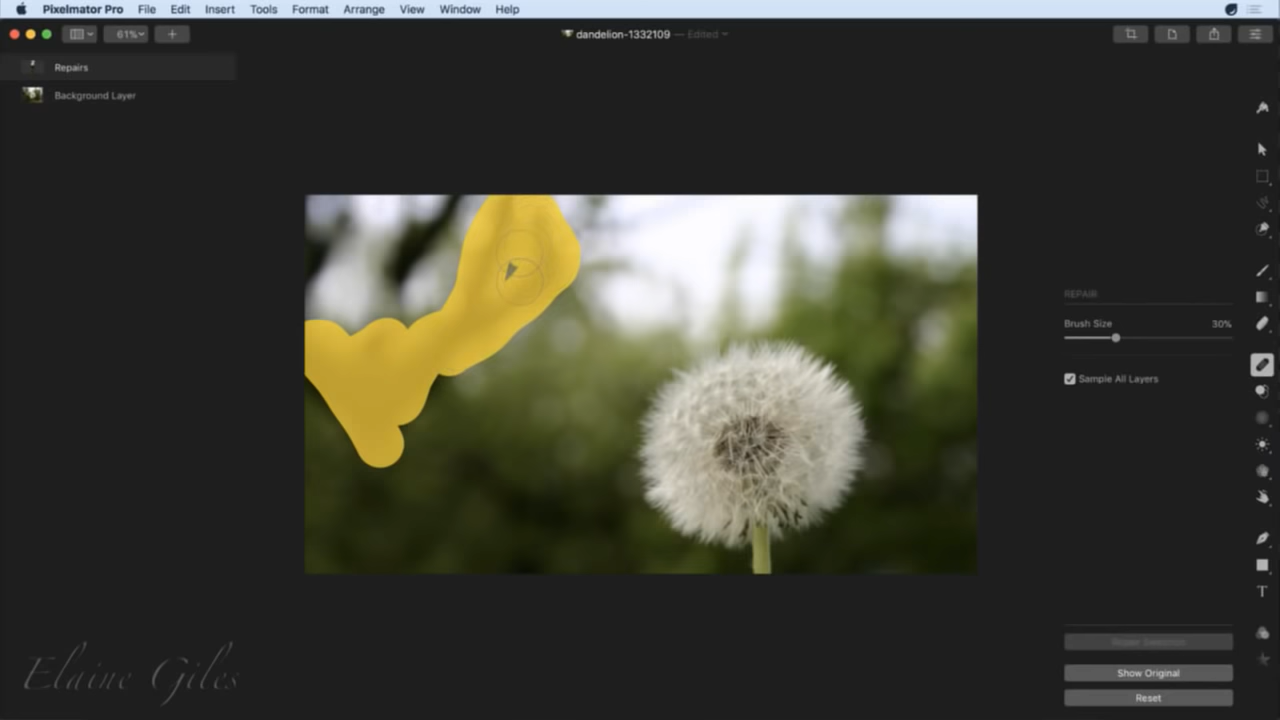 Pixelmator Pro File Edit Insert Tools Format Arrange View Window Help
61% dandelion-1332109 — Edited
Repairs
Background Layer
REPAIR
Brush Size 30%
Sample All Layers
T
Show Original
Reset
Elaine Giles